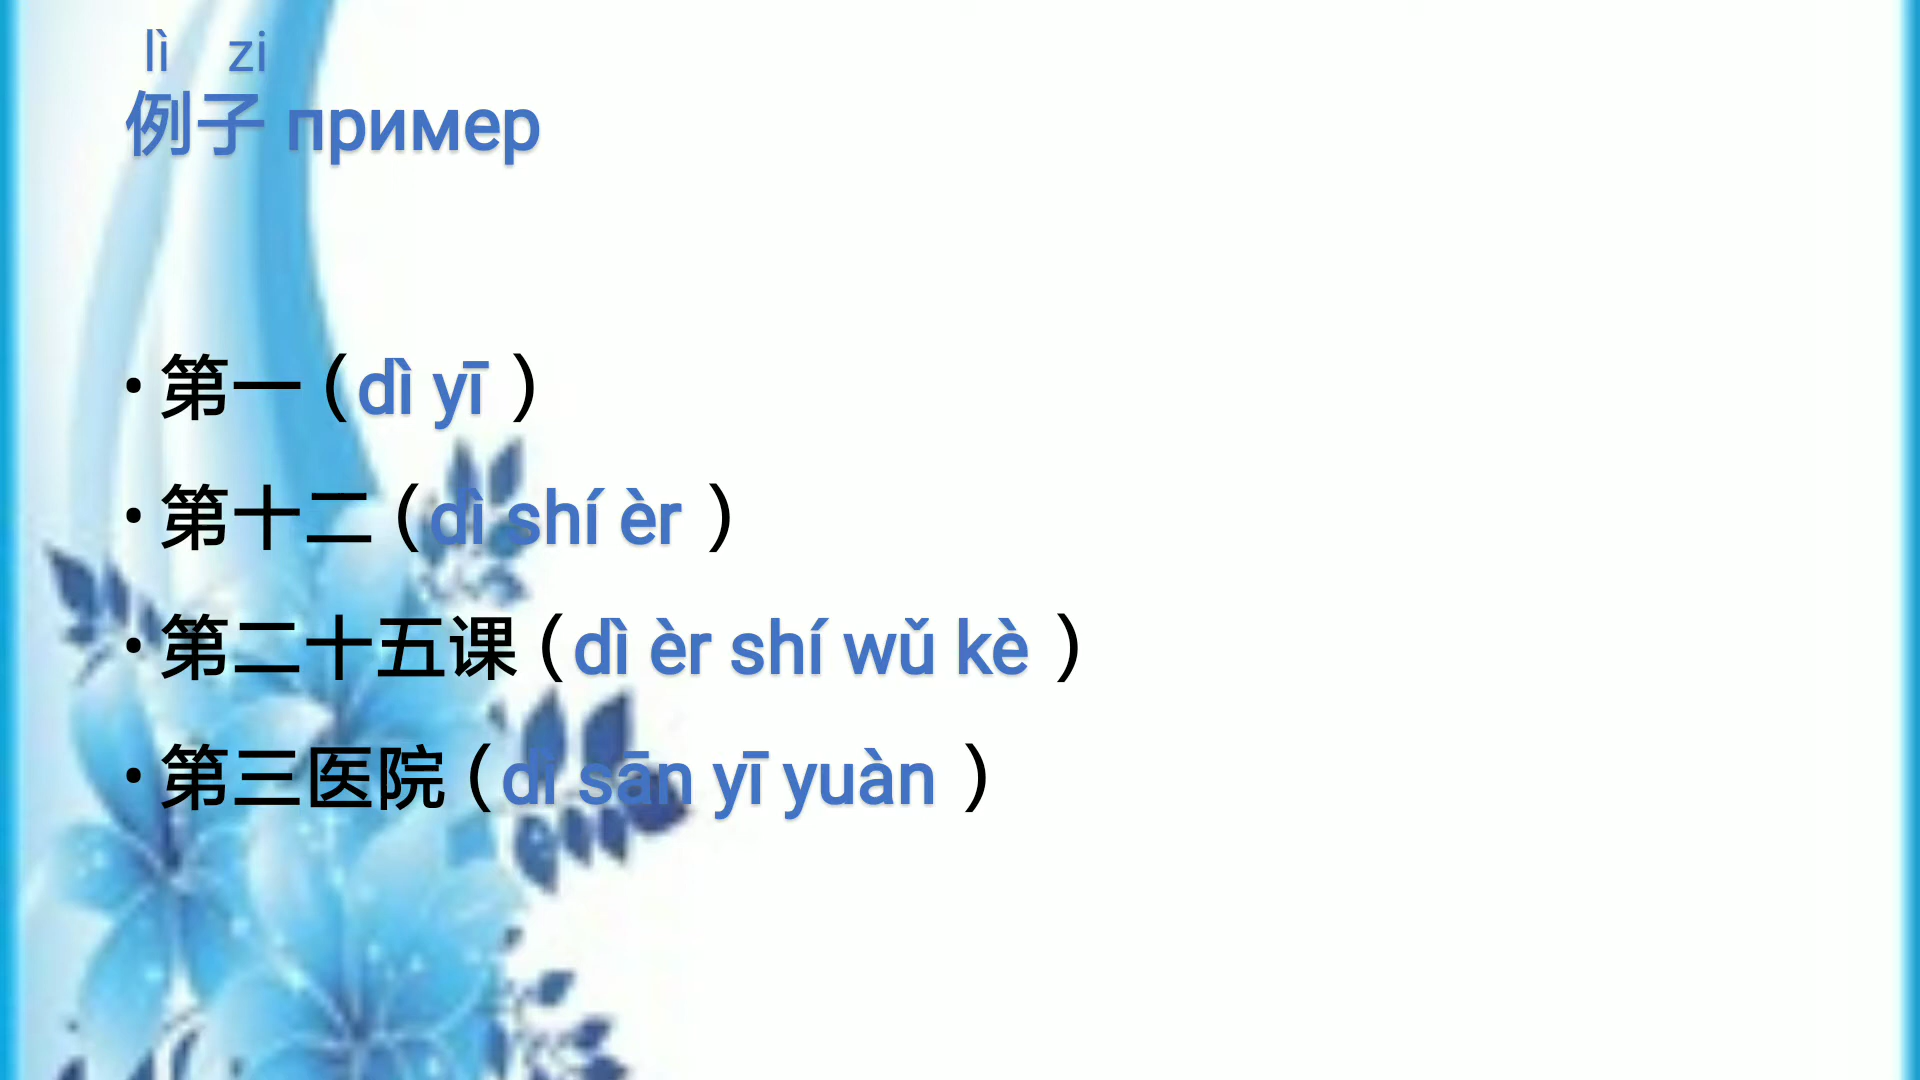 lì zi
例子 пример
• 第一（dì yī ）
• 第十二（dì shí èr ）
• 第二十五课（dì èr shí wǔ kè ）
• 第三医院（dì sān yī yuàn ）